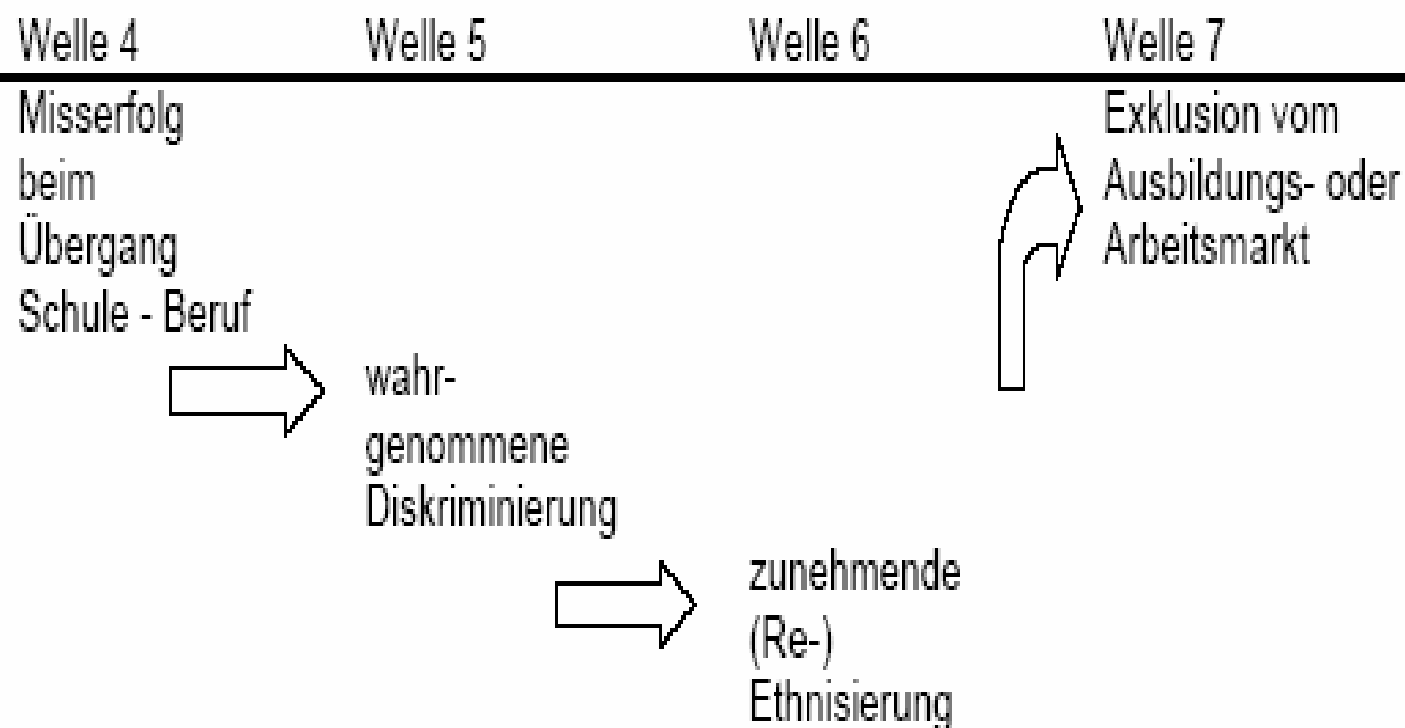 Welle 4 Welle 5 Welle 6 Welle 7
Misserfolg
beim
Übergang
Schule - Beruf
wahr-
genommene
Diskriminierung
zunehmende
(Re-)
Ethnisierung
Exklusion vom
Ausbildungs- oder
Arbeitsmarkt